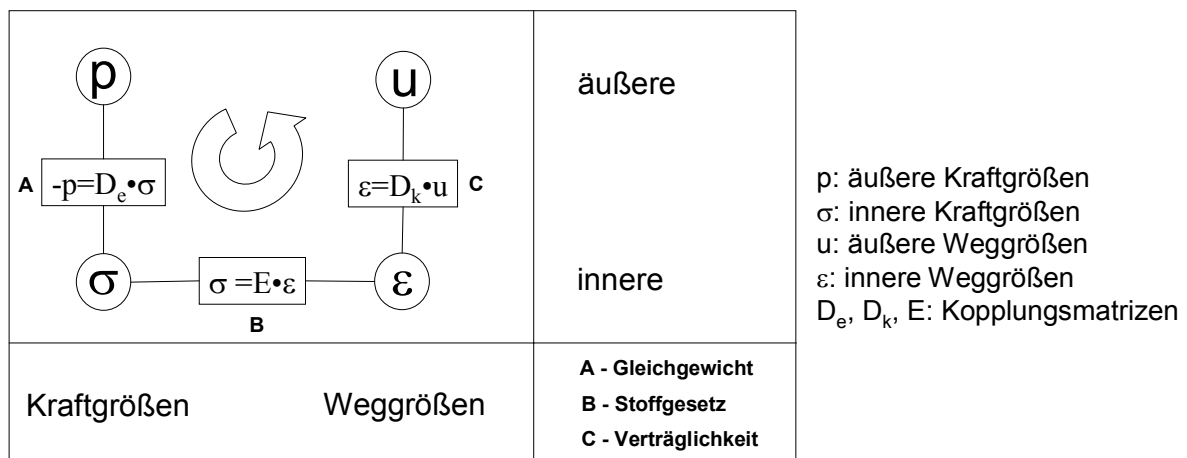 p u äußere
A -p=Dₑ•σ ε=Dₖ•u C
σ σ =E•ε ε innere
B
Kraftgrößen Weggrößen
A - Gleichgewicht
B - Stoffgesetz
C - Verträglichkeit
p: äußere Kraftgrößen
σ: innere Kraftgrößen
u: äußere Weggrößen
ε: innere Weggrößen
Dₑ, Dₖ, E: Kopplungsmatrizen